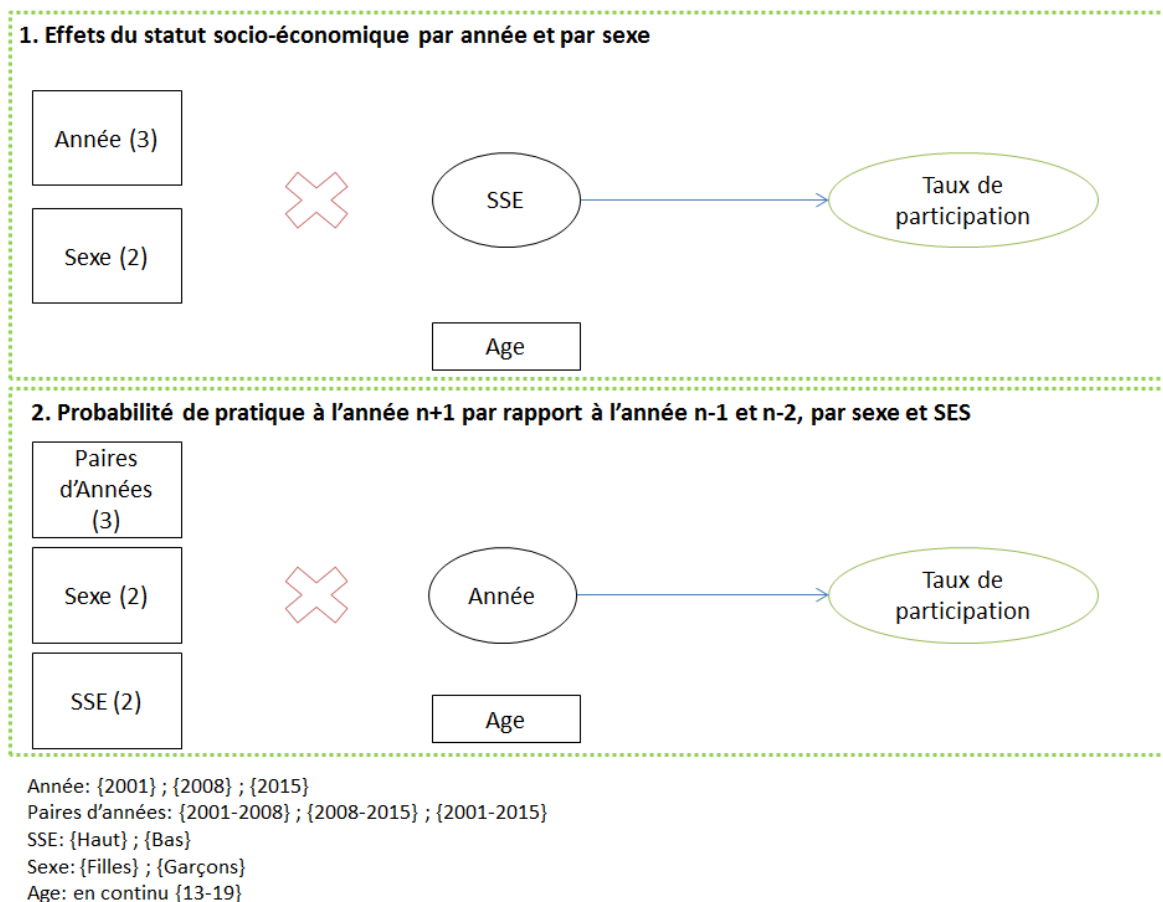 1. Effets du statut socio-économique par année et par sexe
Année (3)
Sexe (2)
SSE
Taux de
participation
Age
2. Probabilité de pratique à l'année n+1 par rapport à l'année n-1 et n-2, par sexe et SES
Paires
d'Années
(3)
Sexe (2)
SSE (2)
Année
Taux de
participation
Age
Année: {2001} ; {2008} ; {2015}
Paires d'années: {2001-2008} ; {2008-2015} ; {2001-2015}
SSE: {Haut} ; {Bas}
Sexe: {Filles} ; {Garçons}
Age: en continu {13-19}